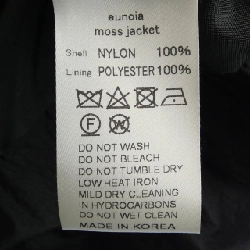 eunoia
moss jacket
Shell NYLON 100%
Lining POLYESTER 100%
F W
DO NOT WASH
DO NOT BLEACH
DO NOT TUMBLE DRY
LOW HEAT IRON
MILD DRY CLEANING
IN HYDROCARBONS
DO NOT WET CLEAN
MADE IN KOREA